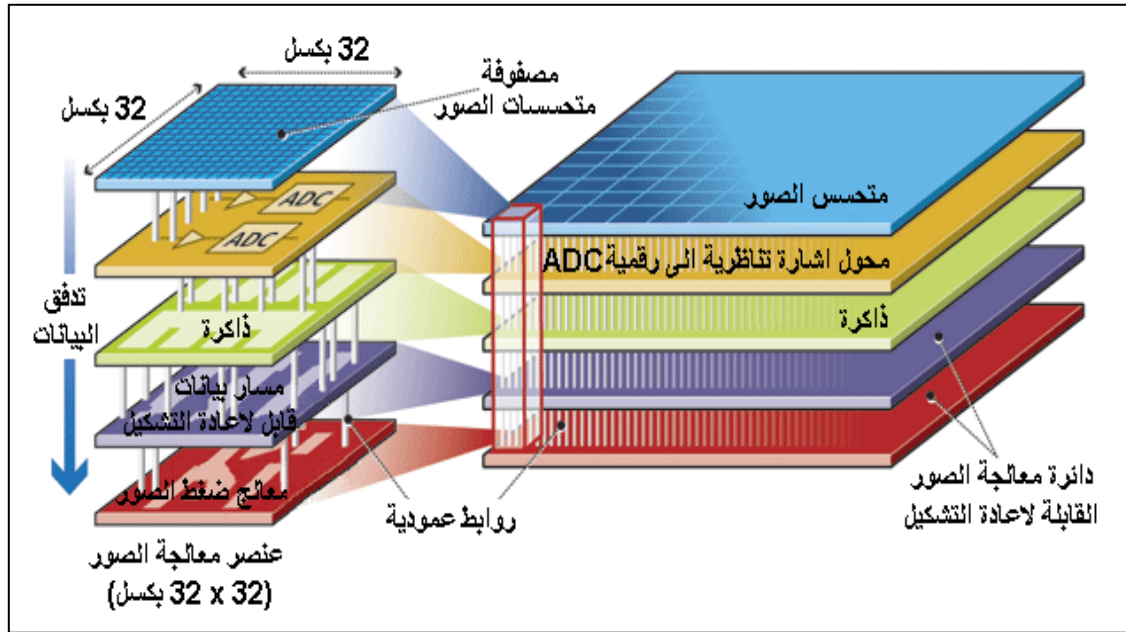 32 بكسل
32 بكسل
مصفوفة
متحسسات الصور
ADC
ADC
ذاكرة
مسار بيانات
قابل لاعادة التشكيل
معالج ضغط الصور
تدفق
البيانات
عنصر معالجة الصور
(32 x 32 بكسل)
روابط عمودية
متحسس الصور
محول اشارة تناظرية الى رقمية ADC
ذاكرة
دائرة معالجة الصور
القابلة لاعادة التشكيل